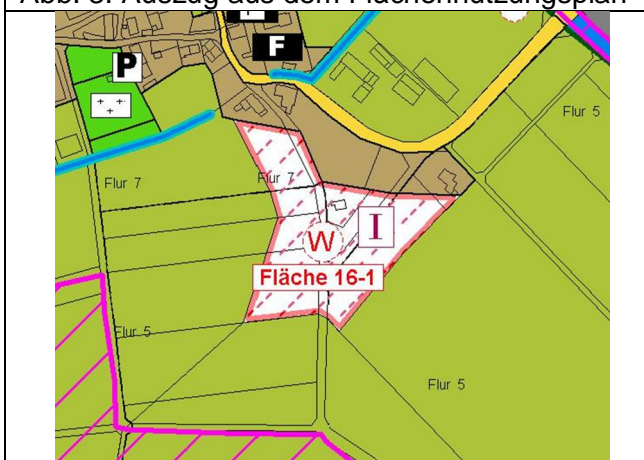 Abb. 3: Auszug aus dem Flächennutzungsplan
F
P
Flur 5
Flur 7
Flur 7
I
W
Fläche 16-1
Flur 5
Flur 5